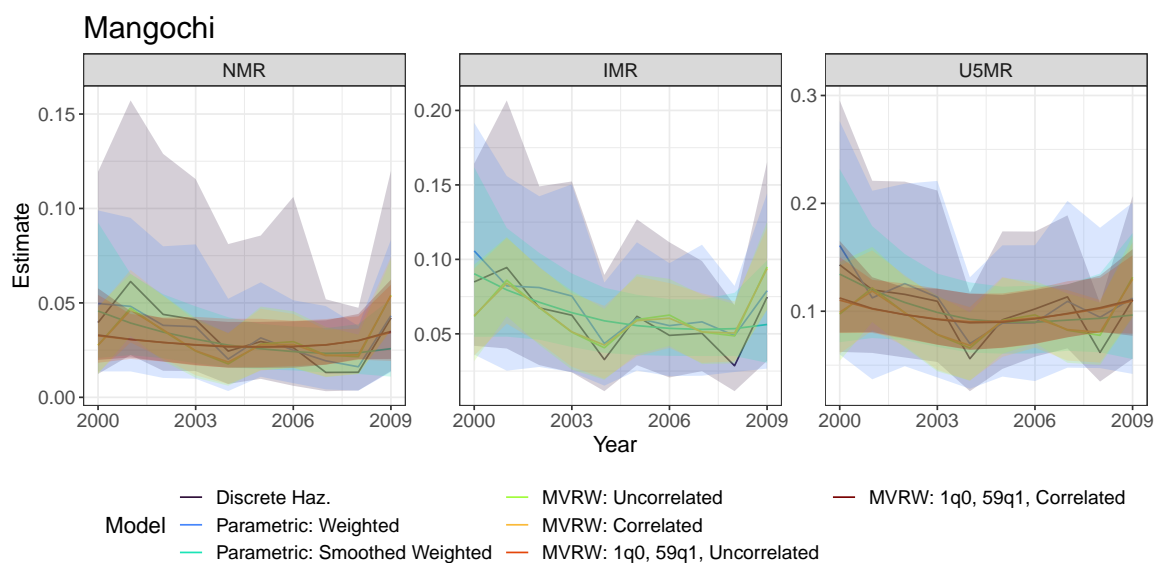 Mangochi
NMR IMR U5MR
Estimate
0.15
0.10
0.05
0.00
0.20
0.15
0.10
0.05
0.3
0.2
0.1
2000 2003 2006 2009 2000 2003 2006 2009 2000 2003 2006 2009
Year
Model
Discrete Haz.
Parametric: Weighted
Parametric: Smoothed Weighted
MVRW: Uncorrelated
MVRW: Correlated
MVRW: 1q0, 59q1, Uncorrelated
MVRW: 1q0, 59q1, Correlated